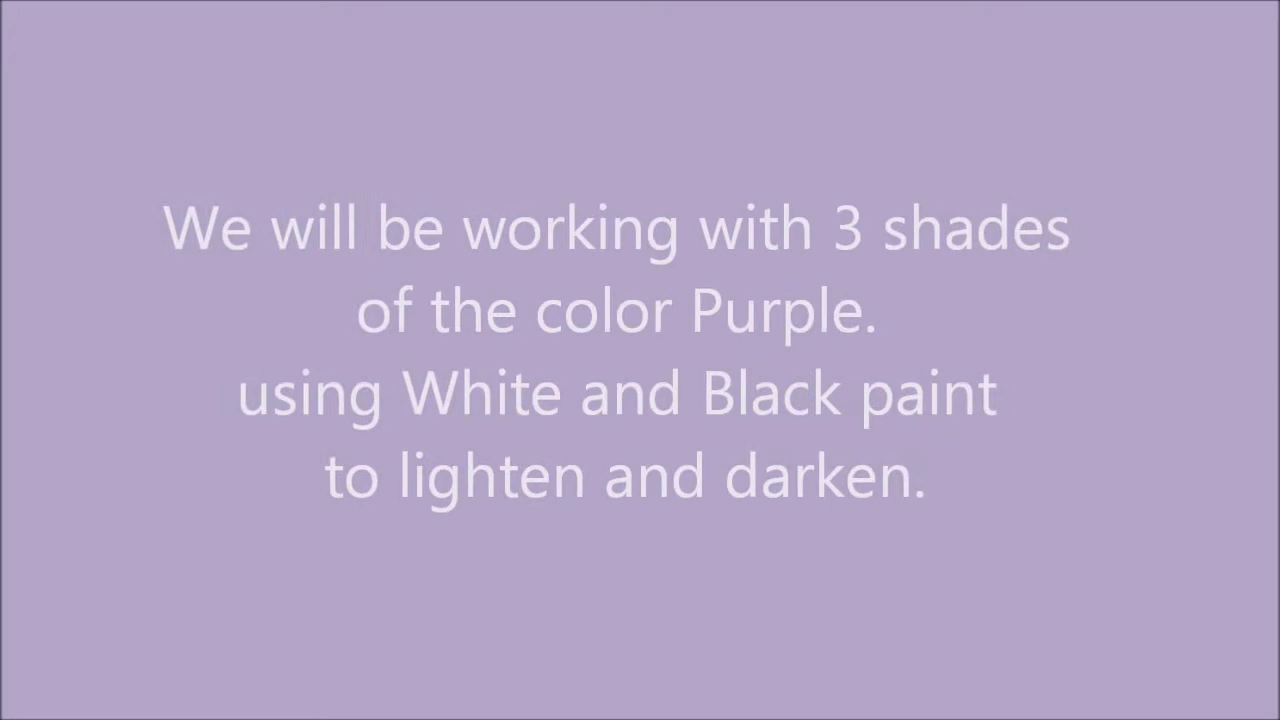 We will be working with 3 shades
of the color Purple.
using White and Black paint
to lighten and darken.